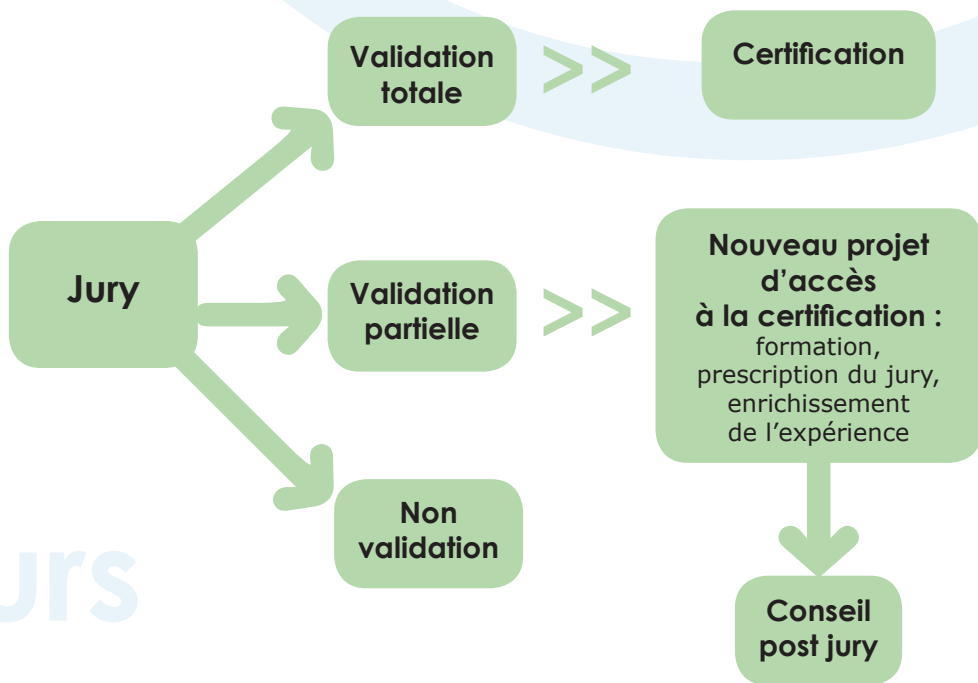 Validation
totale
>>
Certification
Jury
Validation
partielle
>>
Nouveau projet
d’accès
à la certification :
formation,
prescription du jury,
enrichissement
de l’expérience
Non
validation
urs
Conseil
post jury